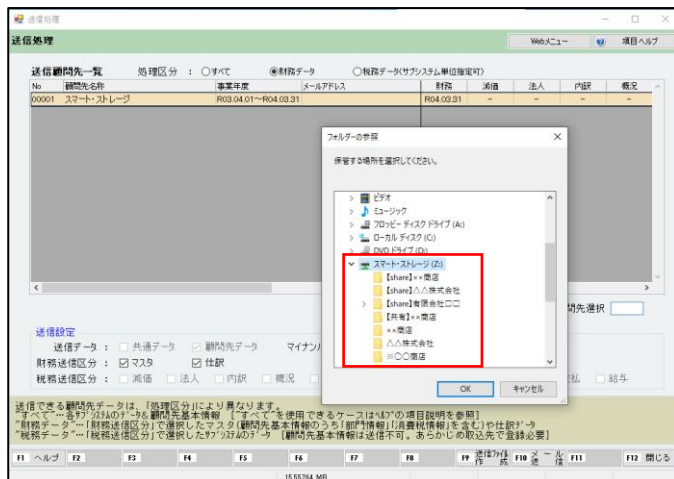 送信処理
送信処理
Webメニュー
項目ヘルプ
送信顧問先一覧 処理区分 : ○すべて ◉財務データ ○税務データ(サブシステム単位指定可)
No 顧問先名称 事業年度 メールアドレス 財務 減価 法人 内訳 概況
00001 スマート・ストレージ R03.04.01～R04.03.31 R04.03.31 - - - -
フォルダーの参照
保管する場所を選択してください。
ビデオ
ミュージック
フロッピー ディスク ドライブ (A:)
ローカル ディスク (C:)
DVD ドライブ (D:)
スマート・ストレージ (Z:)
【share】××商店
【share】△△株式会社
【share】有限会社□□
【共有】××商店
××商店
△△株式会社
※〇〇商店
OK キャンセル
問先選択
送信設定
送信データ : 共通データ 顧問先データ マイナン
財務送信区分 : マスタ 仕訳
税務送信区分 : 減価 法人 内訳 概況 払 給与
送信できる顧問先データは、「処理区分」により異なります。
"すべて"…各サブシステムのデータ&顧問先基本情報 ["すべて"を使用できるケースはヘルプの項目説明を参照]
"財務データ"…「財務送信区分」で選択したマスタ(顧問先基本情報のうち「部門情報」「消費税情報」を含む)や仕訳データ
"税務データ"…「税務送信区分」で選択したサブシステムのデータ [顧問先基本情報は送信不可。あらかじめ取込先で登録必要]
F1 ヘルプ F2 F3 F4 F5 F6 F7 F8 F9 送信ファイル作成 F10 メール送信 F11 F12 閉じる